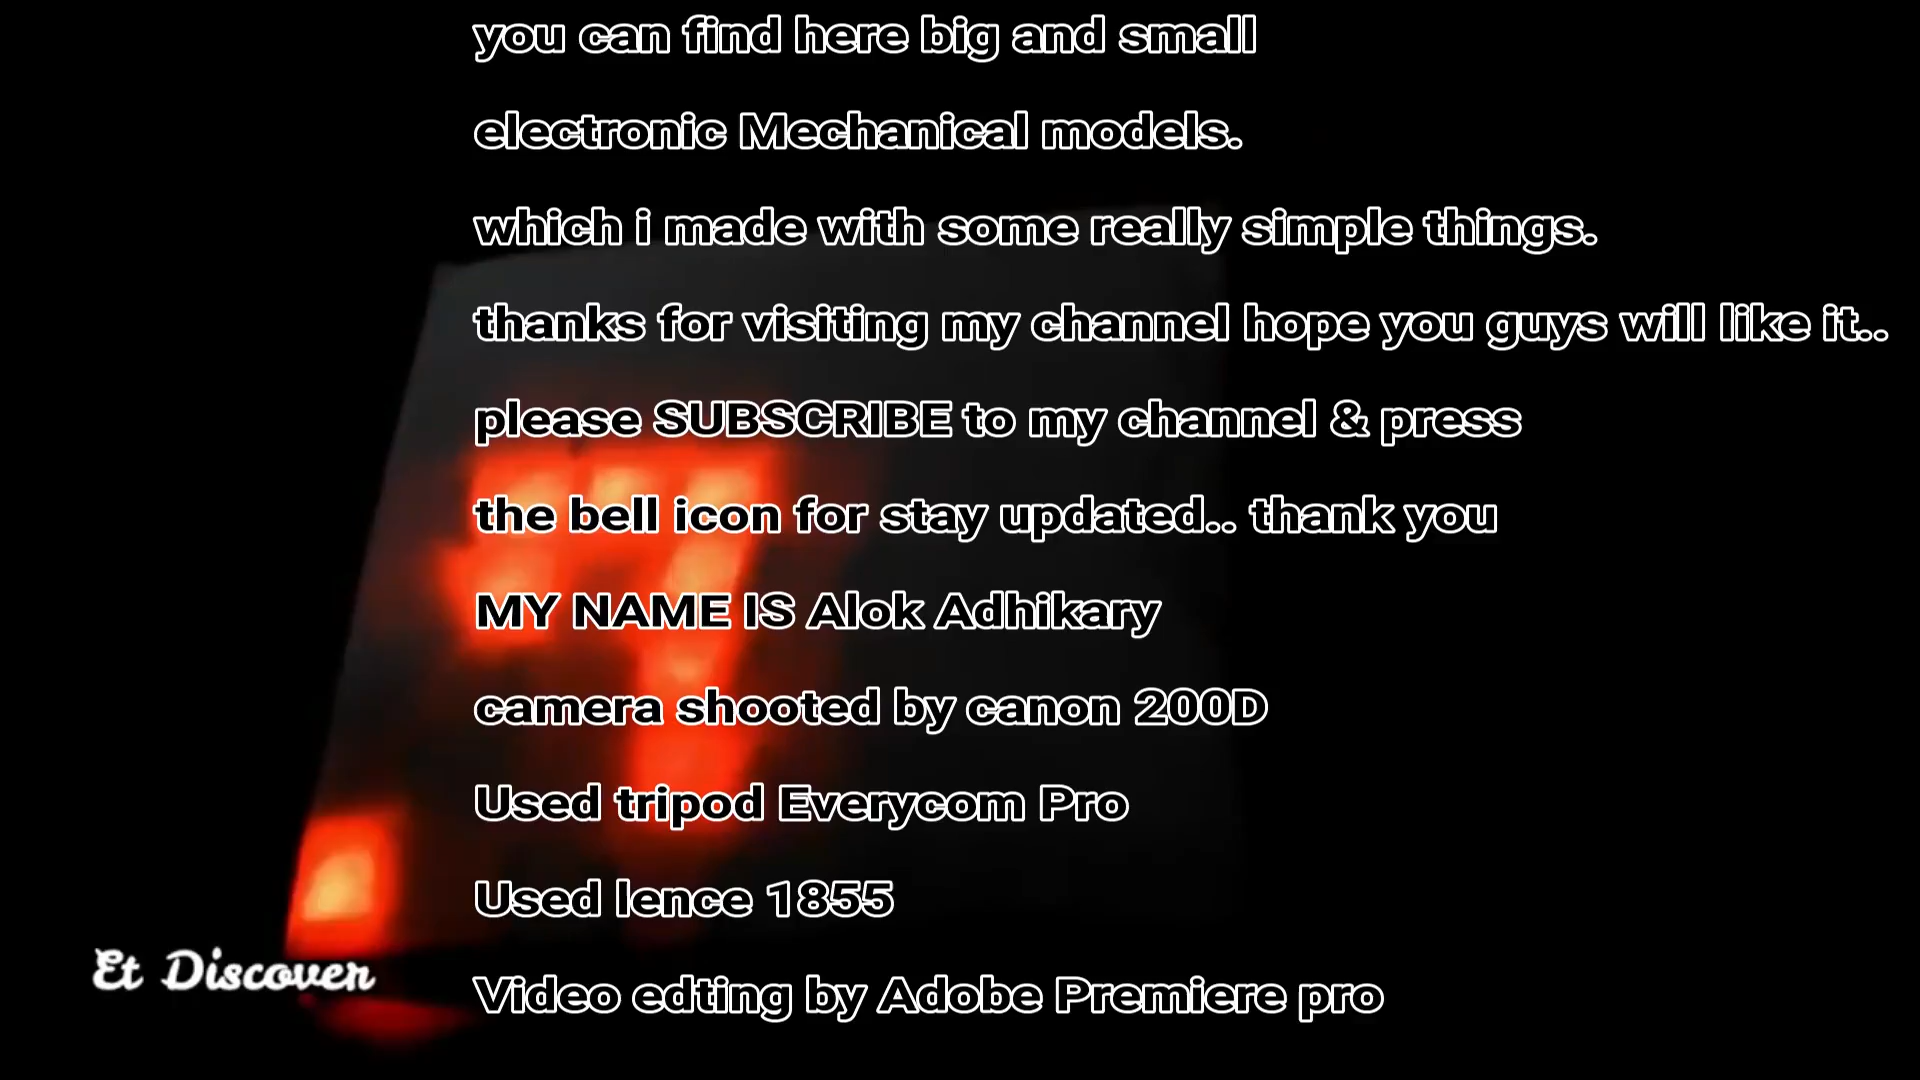 you can find here big and small
electronic Mechanical models.
which i made with some really simple things.
thanks for visiting my channel hope you guys will like it..
please SUBSCRIBE to my channel & press
the bell icon for stay updated.. thank you
MY NAME IS Alok Adhikary
camera shooted by canon 200D
Used tripod Everycom Pro
Used lence 1855
Et Discover
Video edting by Adobe Premiere pro